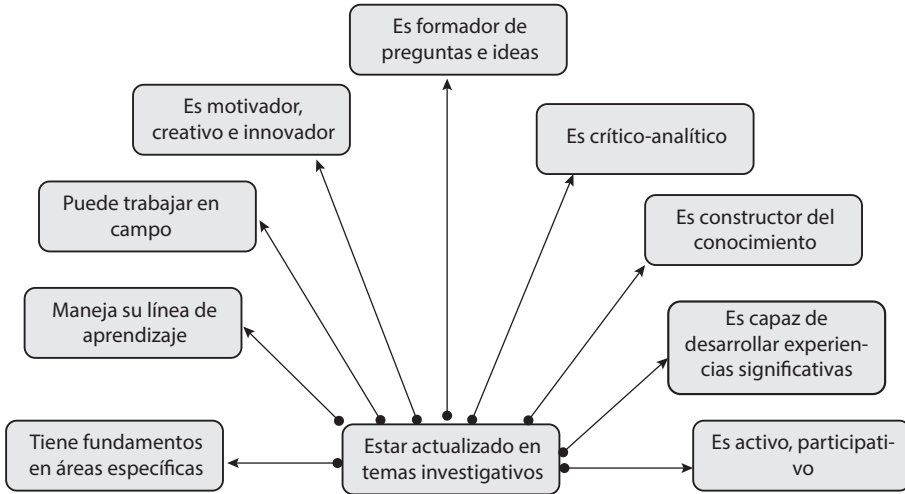 Es formador de
preguntas e ideas
Es motivador,
creativo e innovador
Es crítico-analítico
Puede trabajar en
campo
Es constructor del
conocimiento
Maneja su línea de
aprendizaje
Es capaz de
desarrollar experien-
cias significativas
Tiene fundamentos
en áreas específicas
Estar actualizado en
temas investigativos
Es activo, participati-
vo